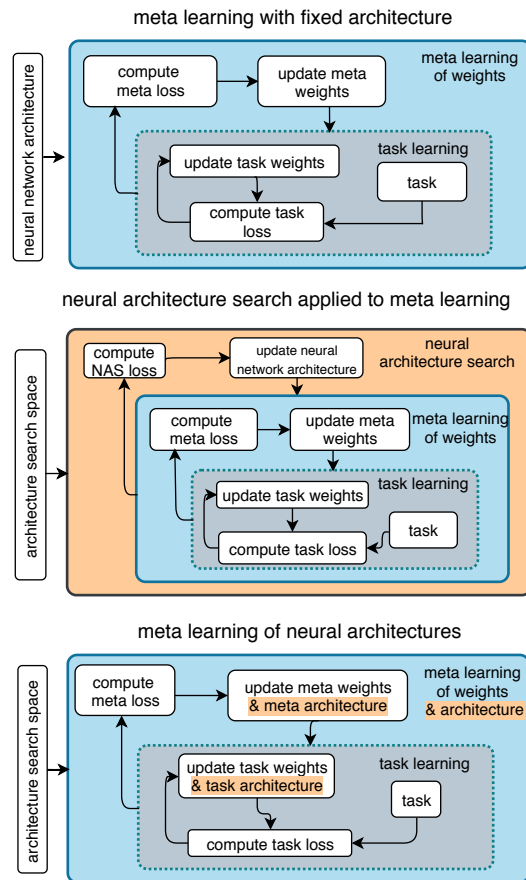 meta learning with fixed architecture
neural network architecture
compute
meta loss
update meta
weights
meta learning
of weights
task learning
update task weights
task
compute task
loss
neural architecture search applied to meta learning
architecture search space
compute
NAS loss
update neural
network architecture
neural
architecture search
compute
meta loss
update meta
weights
meta learning
of weights
task learning
update task weights
task
compute task loss
meta learning of neural architectures
architecture search space
compute
meta loss
update meta weights
& meta architecture
meta learning
of weights
& architecture
task learning
update task weights
& task architecture
task
compute task loss